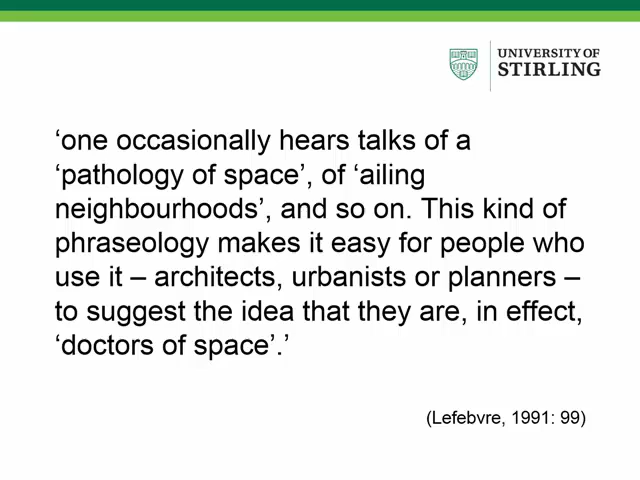 UNIVERSITY OF
STIRLING
‘one occasionally hears talks of a
‘pathology of space’, of ‘ailing
neighbourhoods’, and so on. This kind of
phraseology makes it easy for people who
use it – architects, urbanists or planners –
to suggest the idea that they are, in effect,
‘doctors of space’.’
(Lefebvre, 1991: 99)